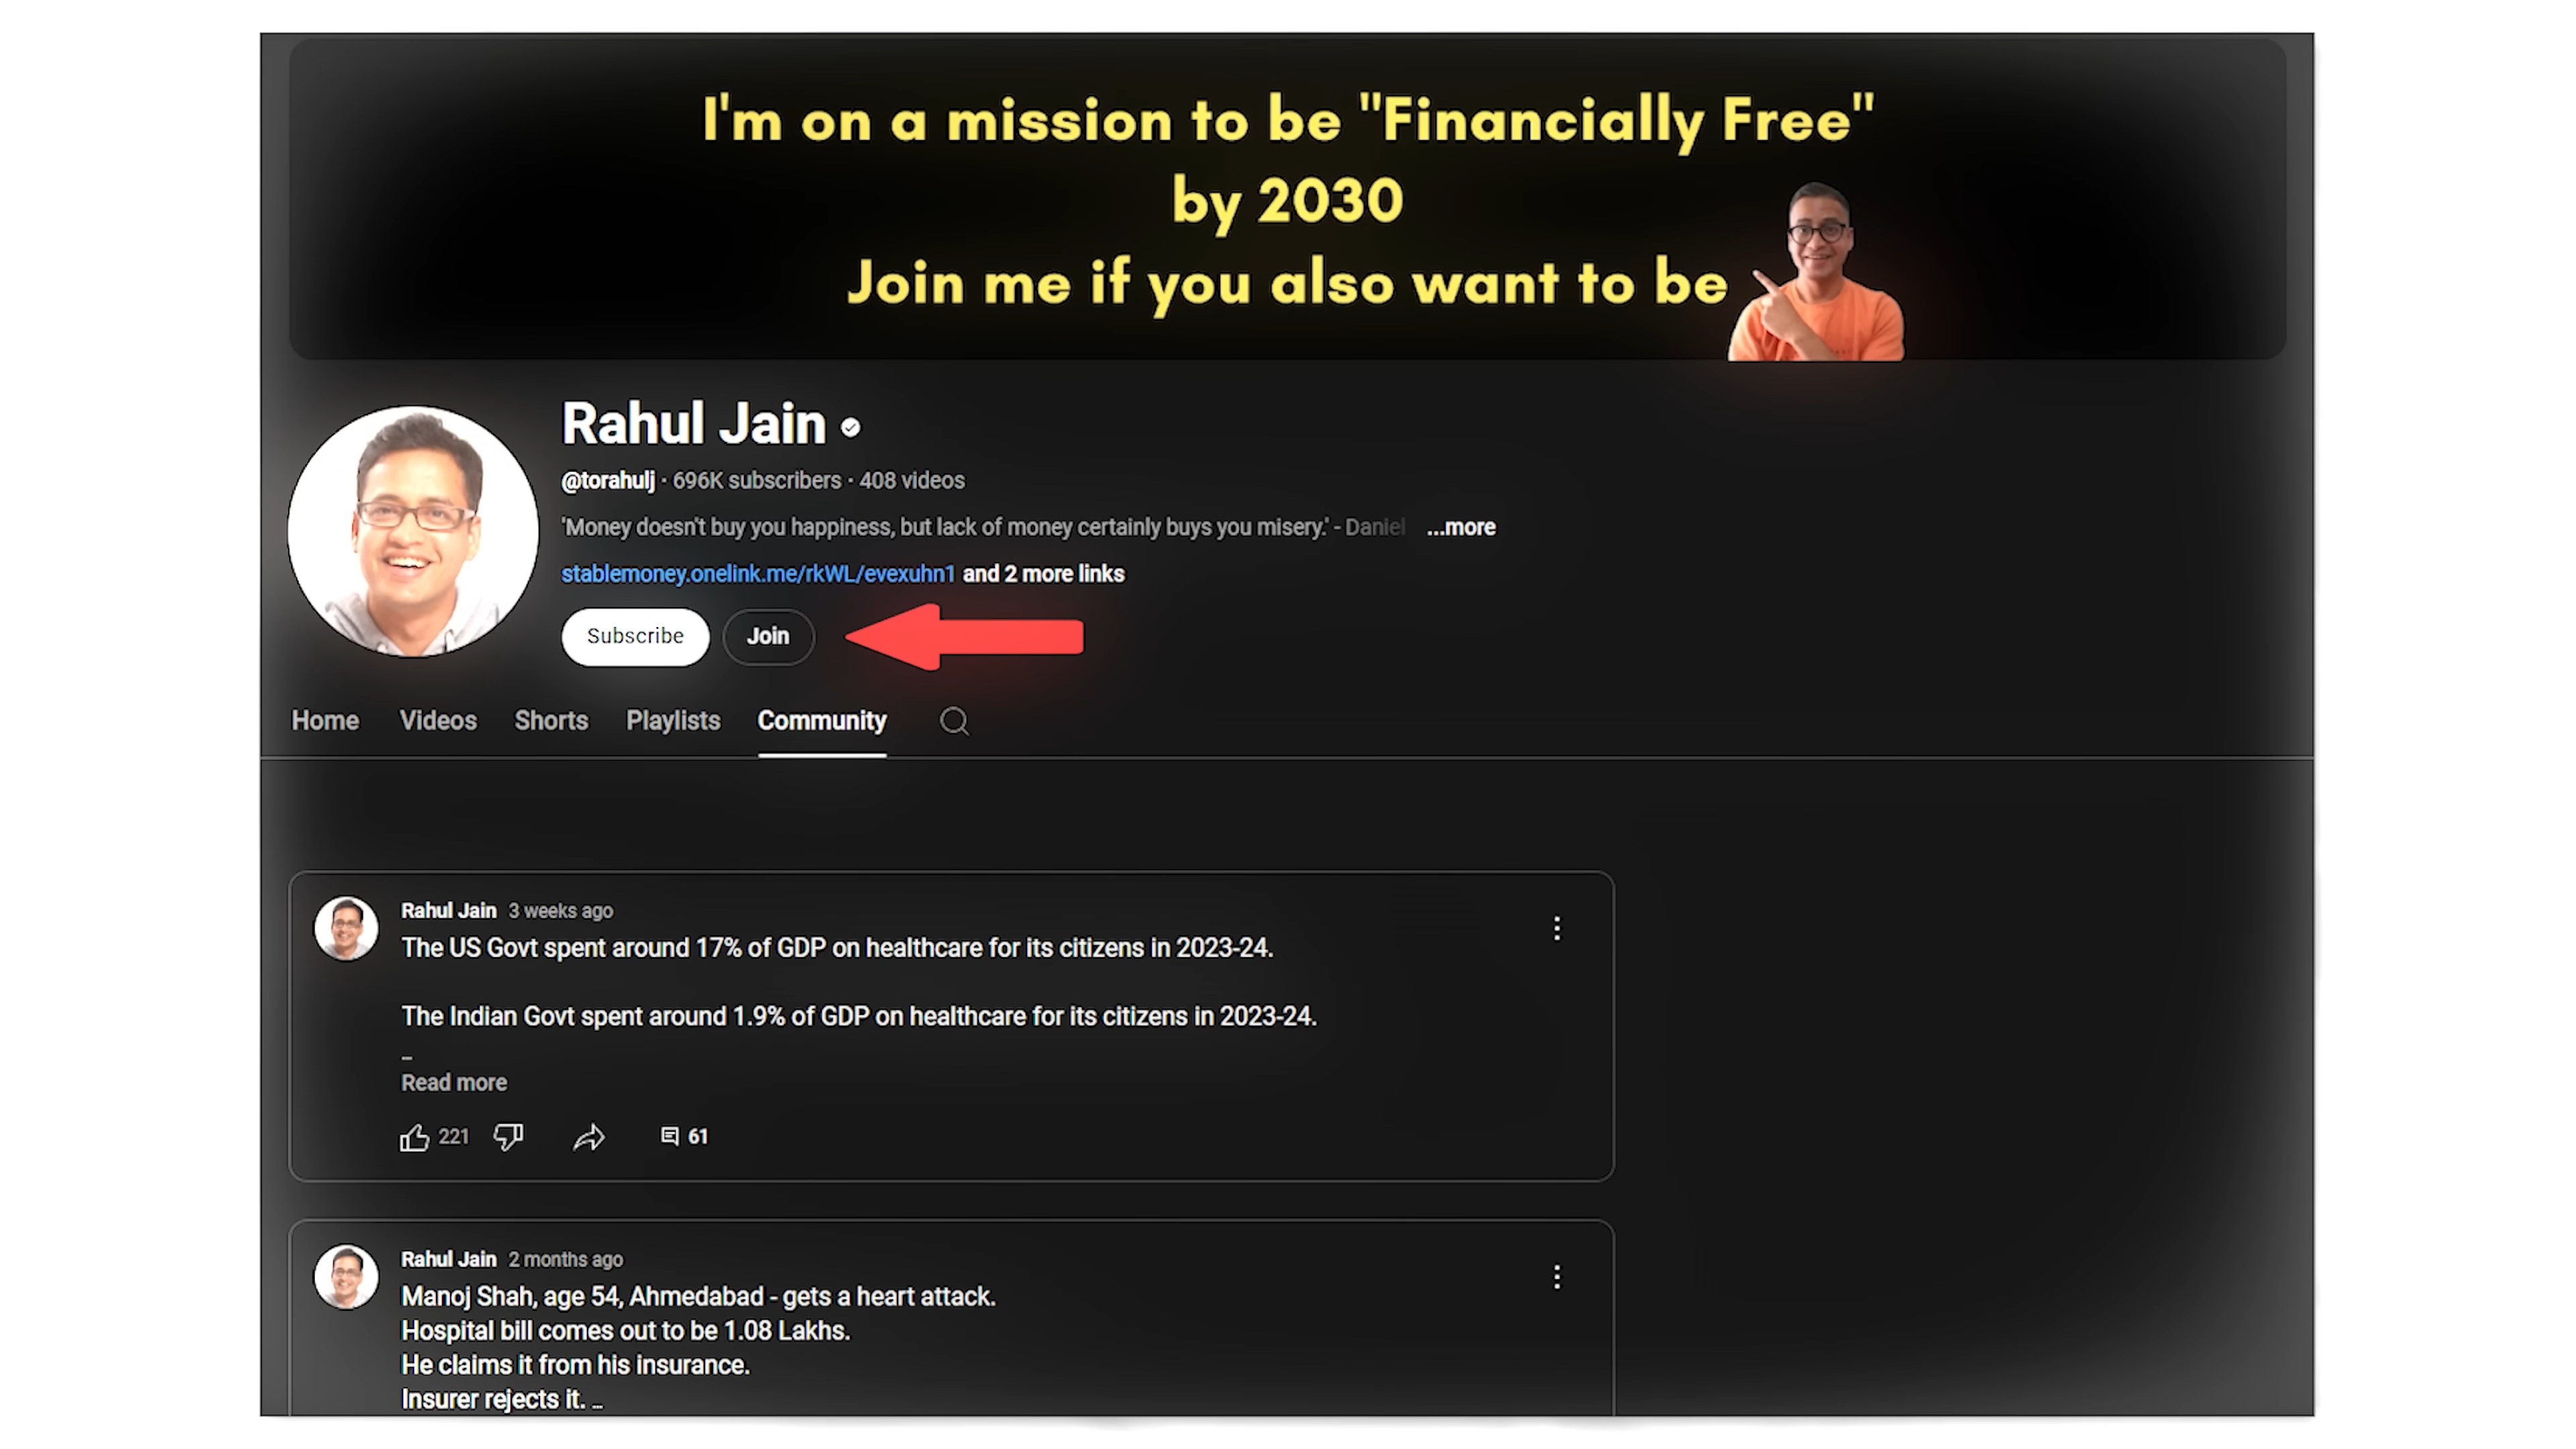 I'm on a mission to be "Financially Free"
by 2030
Join me if you also want to be
Rahul Jain
@torahulj · 696K subscribers · 408 videos
'Money doesn't buy you happiness, but lack of money certainly buys you misery.' - Daniel ...more
stablemoney.onelink.me/rkWL/evexuhn1 and 2 more links
Subscribe Join
Home Videos Shorts Playlists Community
Rahul Jain 3 weeks ago
The US Govt spent around 17% of GDP on healthcare for its citizens in 2023-24.
The Indian Govt spent around 1.9% of GDP on healthcare for its citizens in 2023-24.
_
Read more
221 61
Rahul Jain 2 months ago
Manoj Shah, age 54, Ahmedabad - gets a heart attack.
Hospital bill comes out to be 1.08 Lakhs.
He claims it from his insurance.
Insurer rejects it. ...